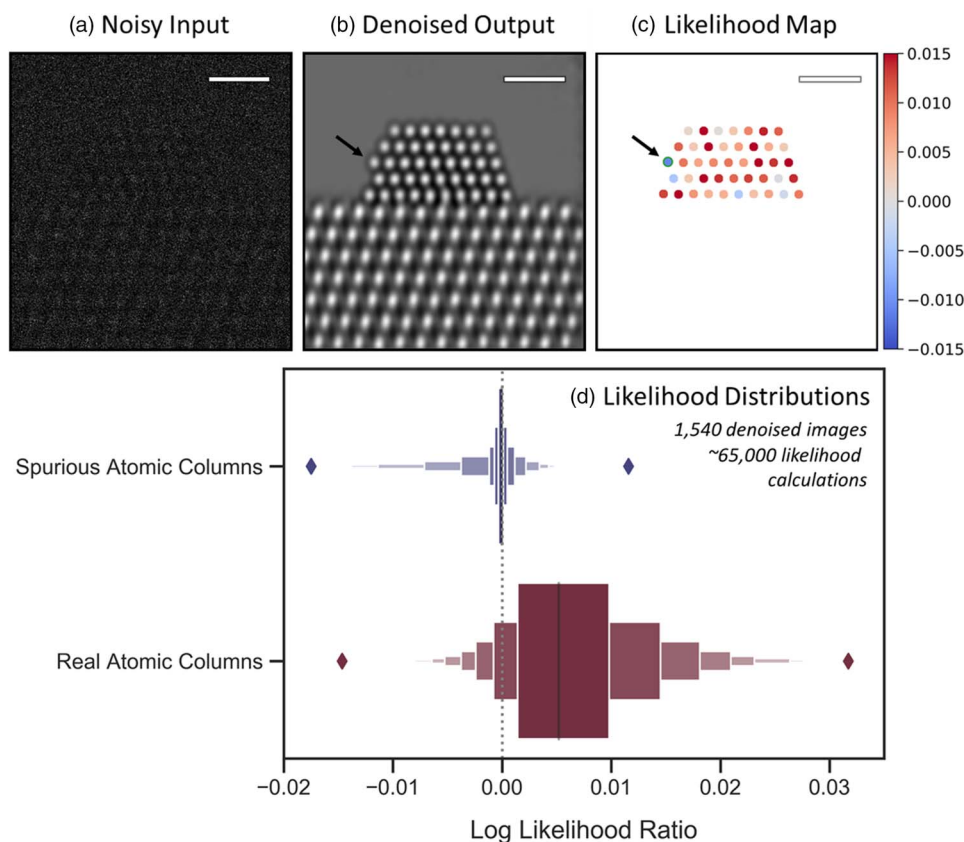 (a) Noisy Input
(b) Denoised Output
(c) Likelihood Map
0.015
0.010
0.005
0.000
−0.005
−0.010
−0.015
(d) Likelihood Distributions
1,540 denoised images
~65,000 likelihood
calculations
Spurious Atomic Columns
Real Atomic Columns
−0.02
−0.01
0.00
0.01
0.02
0.03
Log Likelihood Ratio